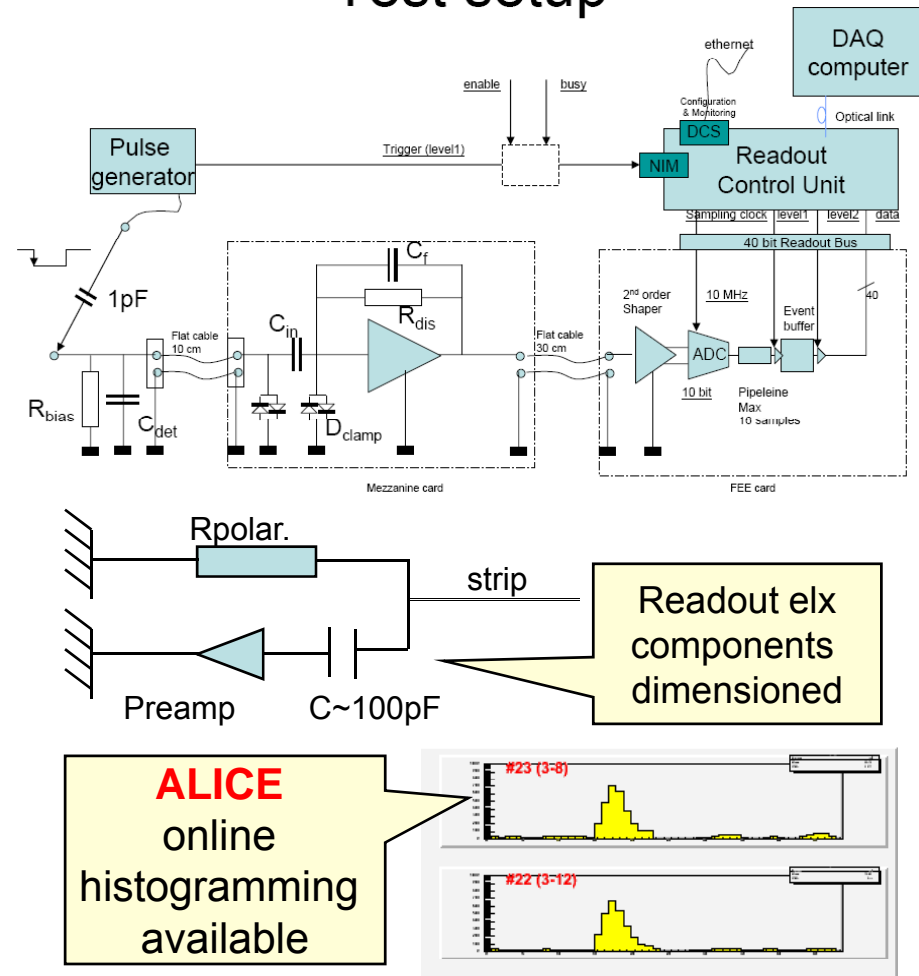 Test setup
ethernet
DAQ
computer
enable
busy
Configuration
& Monitoring
DCS
Optical link
Pulse
generator
Trigger (level1)
NIM
Readout
Control Unit
Sampling clock
level1
level2
data
40 bit Readout Bus
1pF
Cf
Rdis
Cin
Flat cable
10 cm
Flat cable
30 cm
2nd order
Shaper
10 MHz
Event
buffer
40
ADC
10 bit
Pipeleine
Max
16 samples
Rbias
Cdet
Dclamp
Mezzanine card
FEE card
Rpolar.
strip
Preamp
C~100pF
Readout elx
components
dimensioned
ALICE
online
histogramming
available
#23 (3-8)
#22 (3-12)